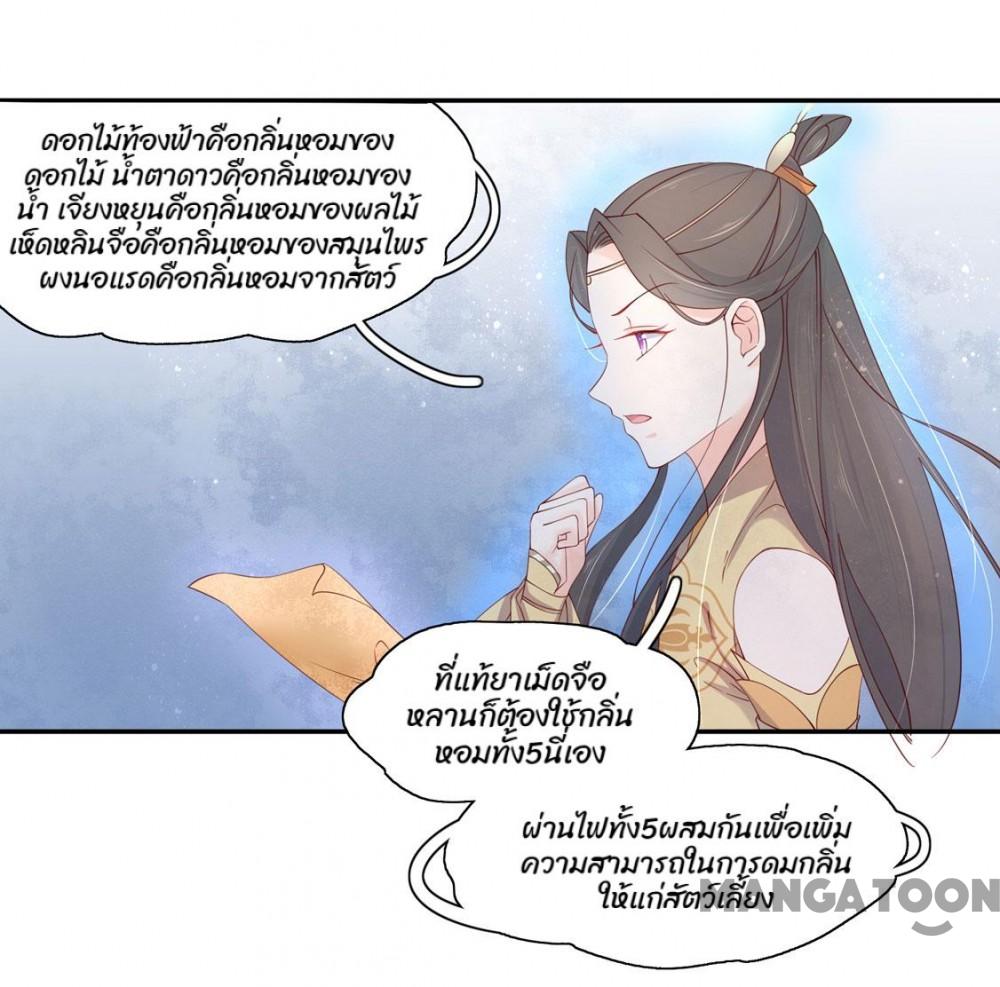 ดอกไม้ท้องฟ้าคือกลิ่นหอมของ
ดอกไม้ น้ำตาดาวคือกลิ่นหอมของ
น้ำ เจียงหยุนคือกลิ่นหอมของผลไม้
เห็ดหลินจือคือกลิ่นหอมของสมุนไพร
ผงนอแรดคือกลิ่นหอมจากสัตว์
ที่แท้ยาเม็ดจือ
หลานก็ต้องใช้กลิ่น
หอมทั้ง5นี่เอง
ผ่านไฟทั้ง5ผสมกันเพื่อเพิ่ม
ความสามารถในการดมกลิ่น
ให้แก่สัตว์เลี้ยง
MANGATOON